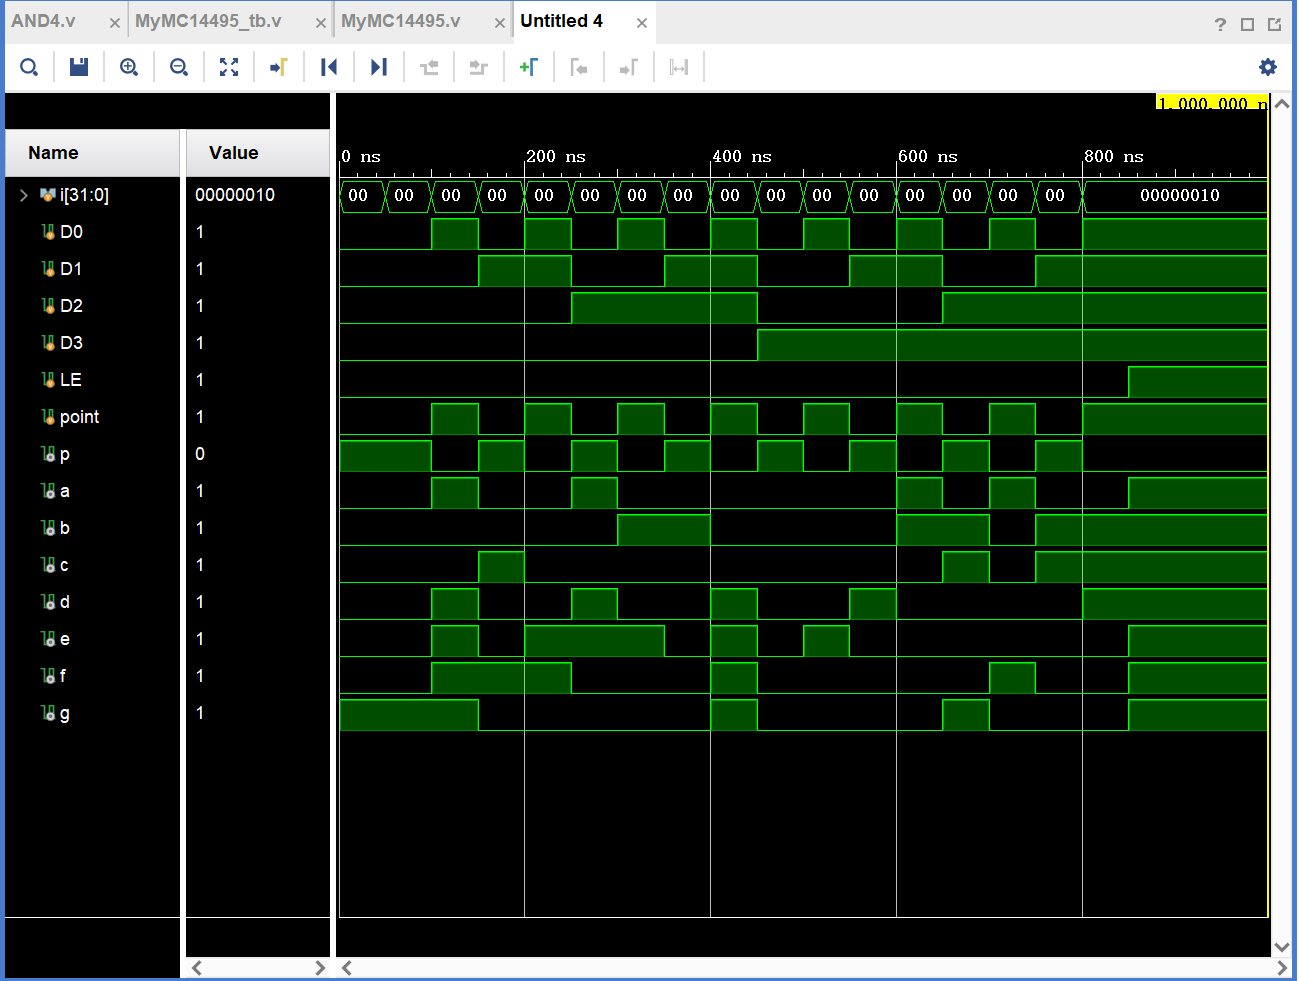 AND4.v × MyMC14495_tb.v × MyMC14495.v × Untitled 4 × ?
1,000.000 n
Name Value 0 ns 200 ns 400 ns 600 ns 800 ns
i[31:0] 00000010 00 00 00 00 00 00 00 00 00 00 00 00 00 00 00 00 00000010
D0 1
D1 1
D2 1
D3 1
LE 1
point 1
p 0
a 1
b 1
c 1
d 1
e 1
f 1
g 1